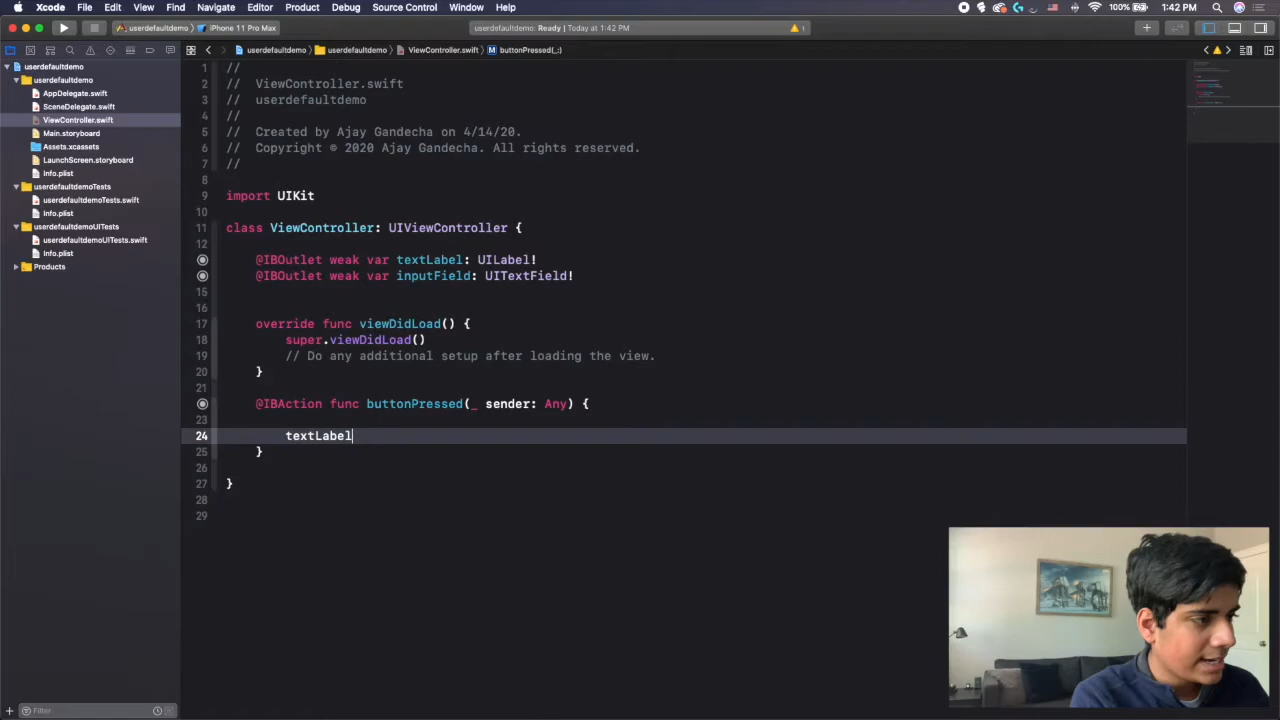 Xcode File Edit View Find Navigate Editor Product Debug Source Control Window Help 100% 1:42 PM
userdefaultdemo iPhone 11 Pro Max userdefaultdemo: Ready | Today at 1:42 PM 1
userdefaultdemo userdefaultdemo ViewController.swift M buttonPressed(_:)
userdefaultdemo
userdefaultdemo
AppDelegate.swift
SceneDelegate.swift
ViewController.swift
Main.storyboard
Assets.xcassets
LaunchScreen.storyboard
Info.plist
userdefaultdemoTests
userdefaultdemoTests.swift
Info.plist
userdefaultdemoUITests
userdefaultdemoUITests.swift
Info.plist
Products
Filter
1 //
2 // ViewController.swift
3 // userdefaultdemo
4 //
5 // Created by Ajay Gandecha on 4/14/20.
6 // Copyright © 2020 Ajay Gandecha. All rights reserved.
7 //
8
9 import UIKit
10
11 class ViewController: UIViewController {
12
@IBOutlet weak var textLabel: UILabel!
@IBOutlet weak var inputField: UITextField!
15
16
17 override func viewDidLoad() {
18 super.viewDidLoad()
19 // Do any additional setup after loading the view.
20 }
21
@IBAction func buttonPressed(_ sender: Any) {
23
24 textLabel
25 }
26
27 }
28
29